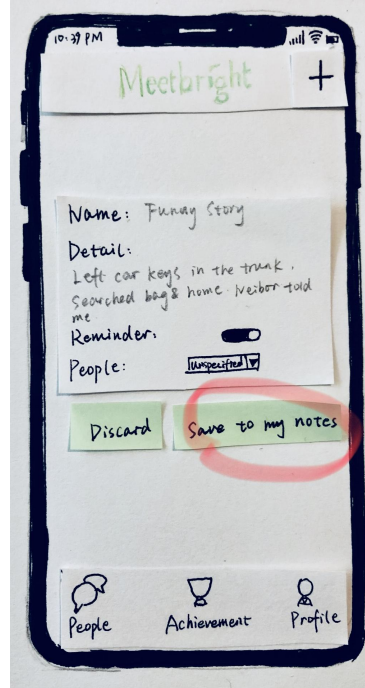 10:39 PM
Meetbright
+
Name: Funny Story
Detail:
Left car keys in the trunk.
Searched bag & home. Neibor told
me
Reminder:
People: Unspecified
Discard
Save to my notes
People
Achievement
Profile